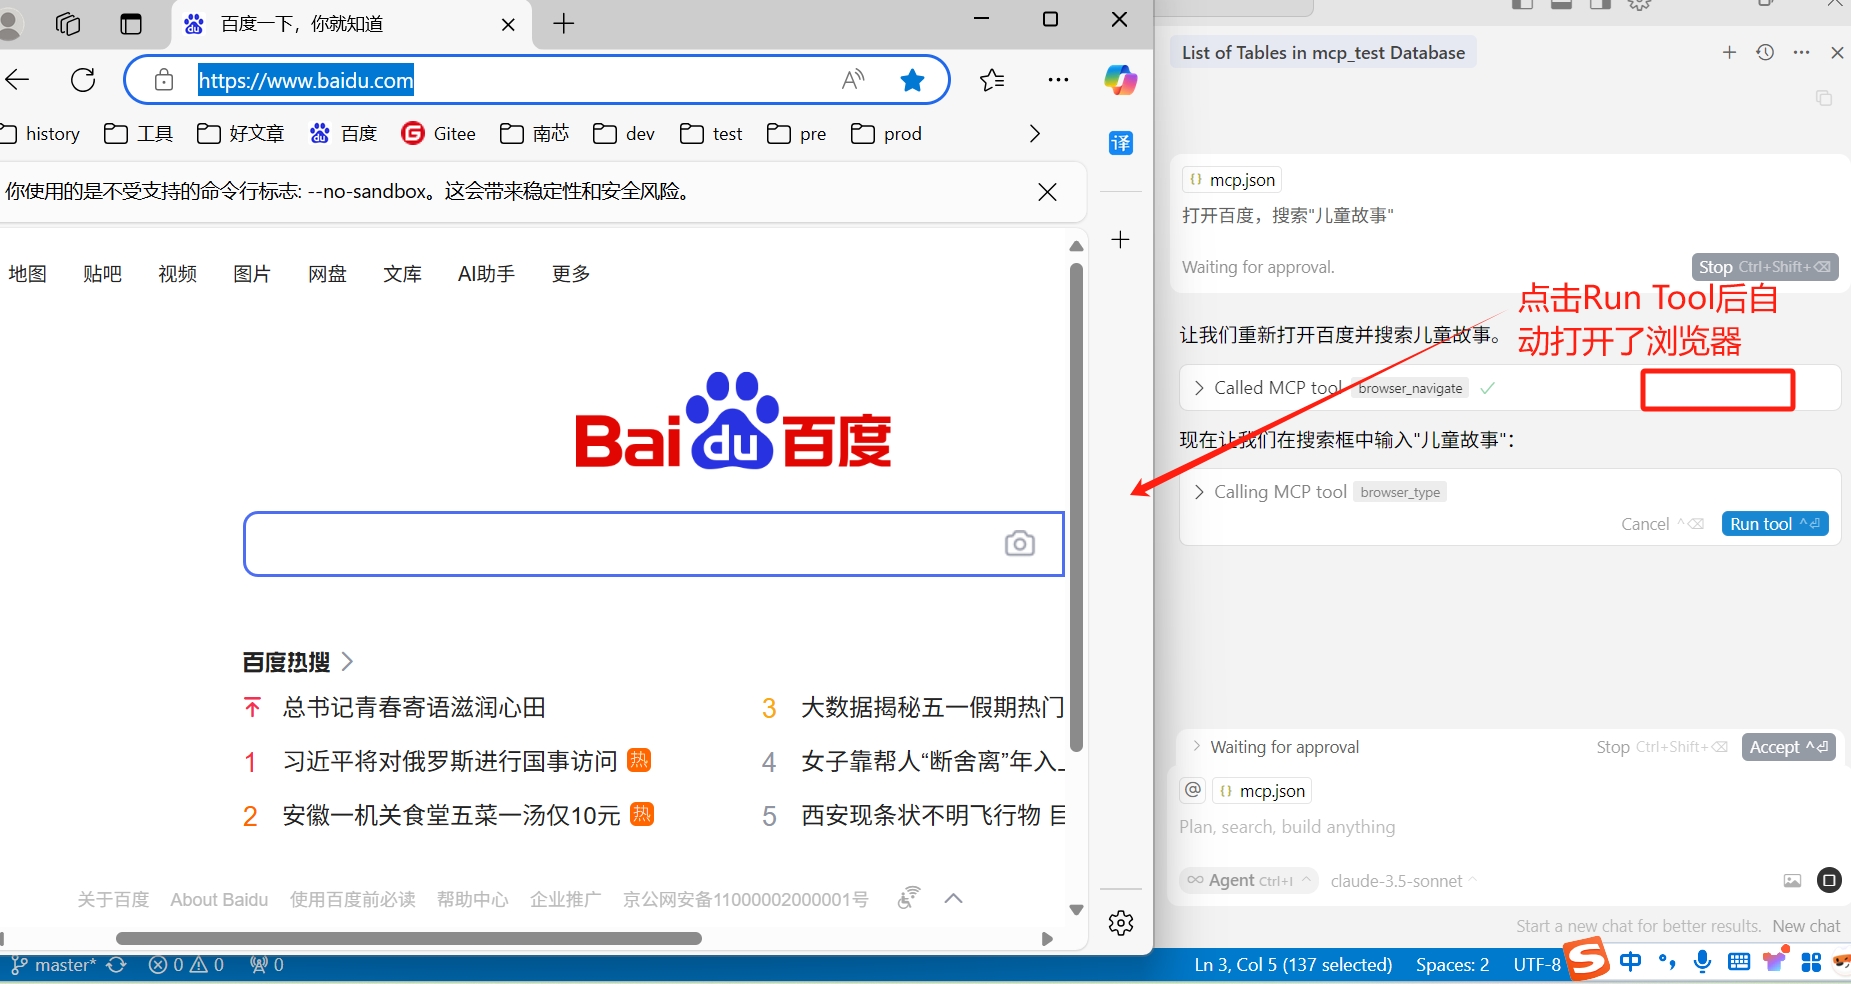 百度一下，你就知道
https://www.baidu.com
history 工具 好文章 百度 Gitee 南芯 dev test pre prod
译
你使用的是不受支持的命令行标志: --no-sandbox。这会带来稳定性和安全风险。
地图 贴吧 视频 图片 网盘 文库 AI助手 更多
Bai du 百度
百度热搜
总书记青春寄语滋润心田
1 习近平将对俄罗斯进行国事访问 热
2 安徽一机关食堂五菜一汤仅10元 热
3 大数据揭秘五一假期热门
4 女子靠帮人“断舍离”年入
5 西安现条状不明飞行物
关于百度 About Baidu 使用百度前必读 帮助中心 企业推广 京公网安备11000002000001号
List of Tables in mcp_test Database
{} mcp.json
打开百度，搜索"儿童故事"
Waiting for approval.
Stop Ctrl+Shift+⌫
点击Run Tool后自
动打开了浏览器
让我们重新打开百度并搜索儿童故事。
Called MCP tool browser_navigate
现在让我们在搜索框中输入"儿童故事"：
Calling MCP tool browser_type
Cancel ^⌫ Run tool ^⏎
Waiting for approval
Stop Ctrl+Shift+⌫ Accept ^⏎
@ {} mcp.json
Plan, search, build anything
∞ Agent Ctrl+I claude-3.5-sonnet
Start a new chat for better results. New chat
master* 0 0 0
Ln 3, Col 5 (137 selected) Spaces: 2 UTF-8
S 中